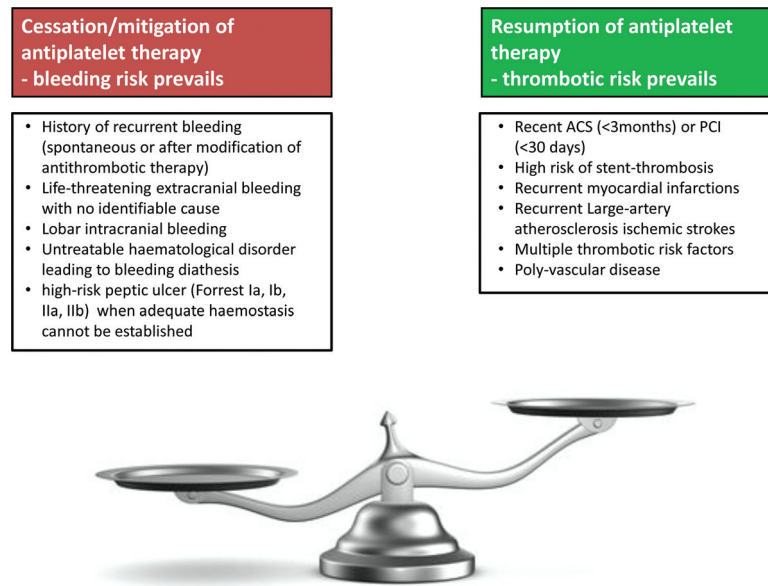 Cessation/mitigation of
antiplatelet therapy
- bleeding risk prevails
• History of recurrent bleeding
(spontaneous or after modification of
antithrombotic therapy)
• Life-threatening extracranial bleeding
with no identifiable cause
• Lobar intracranial bleeding
• Untreatable haematological disorder
leading to bleeding diathesis
• high-risk peptic ulcer (Forrest Ia, Ib,
IIa, IIb) when adequate haemostasis
cannot be established
Resumption of antiplatelet
therapy
- thrombotic risk prevails
• Recent ACS (<3months) or PCI
(<30 days)
• High risk of stent-thrombosis
• Recurrent myocardial infarctions
• Recurrent Large-artery
atherosclerosis ischemic strokes
• Multiple thrombotic risk factors
• Poly-vascular disease